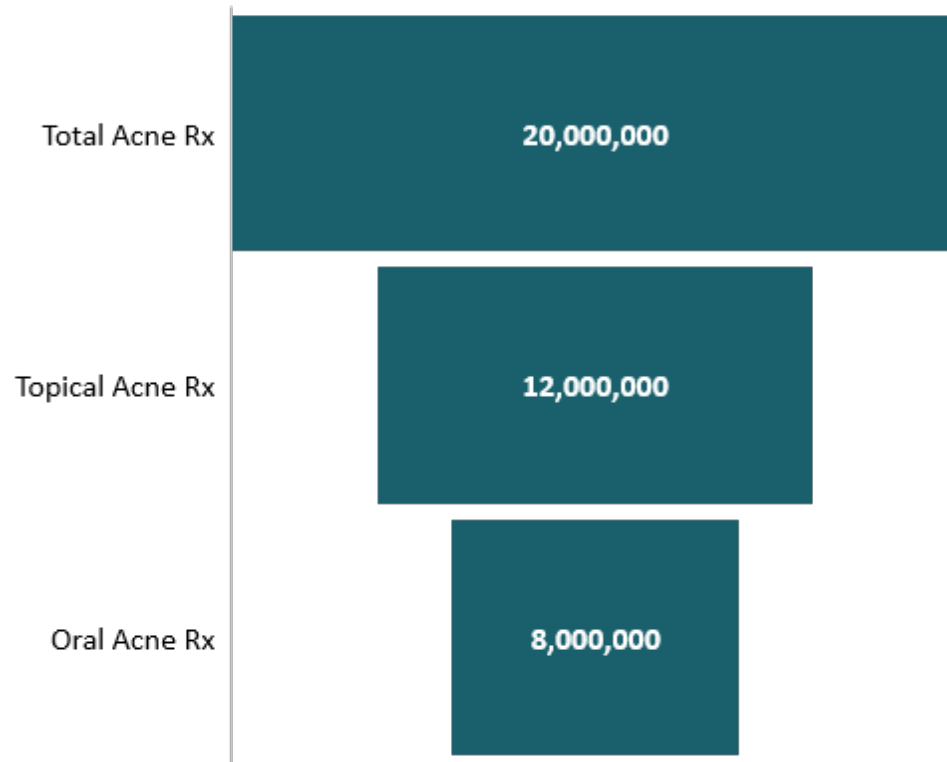 Total Acne Rx
20,000,000
Topical Acne Rx
12,000,000
Oral Acne Rx
8,000,000